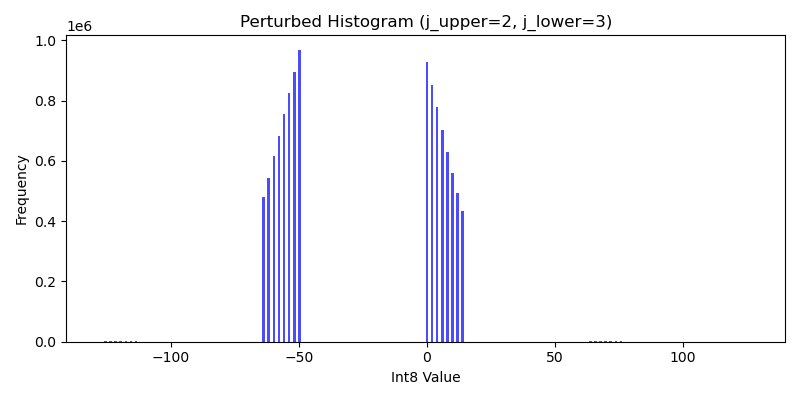 Perturbed Histogram (j_upper=2, j_lower=3)
1e6
1.0
0.8
0.6
0.4
0.2
0.0
Frequency
−100
−50
0
50
100
Int8 Value